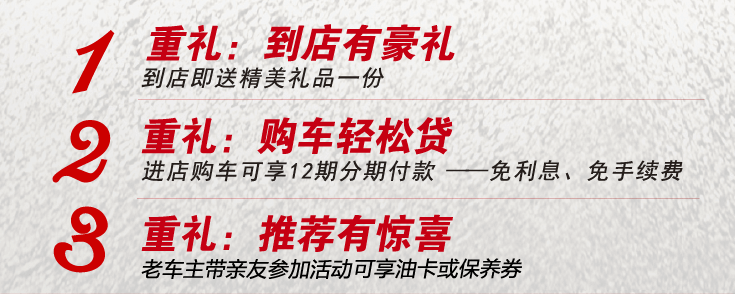 1 重礼：到店有豪礼
到店即送精美礼品一份
2 重礼：购车轻松贷
进店购车可享12期分期付款 ——免利息、免手续费
3 重礼：推荐有惊喜
老车主带亲友参加活动可享油卡或保养券